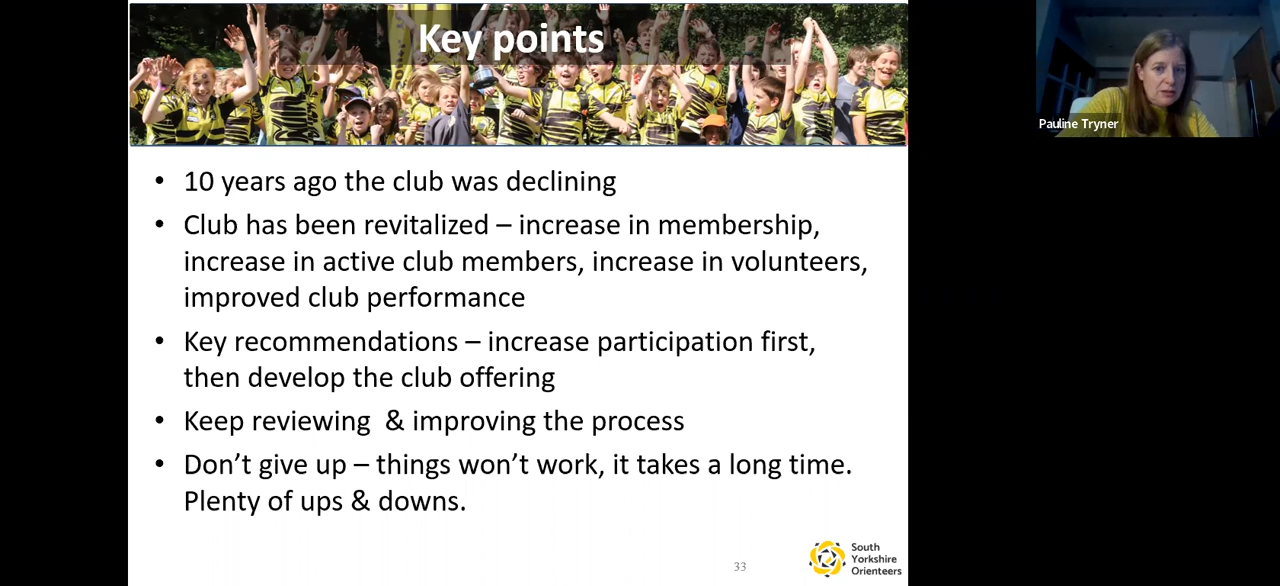 Key points
Pauline Tryner
• 10 years ago the club was declining
• Club has been revitalized – increase in membership,
increase in active club members, increase in volunteers,
improved club performance
• Key recommendations – increase participation first,
then develop the club offering
• Keep reviewing  & improving the process
• Don’t give up – things won’t work, it takes a long time.
Plenty of ups & downs.
33
South
Yorkshire
Orienteers